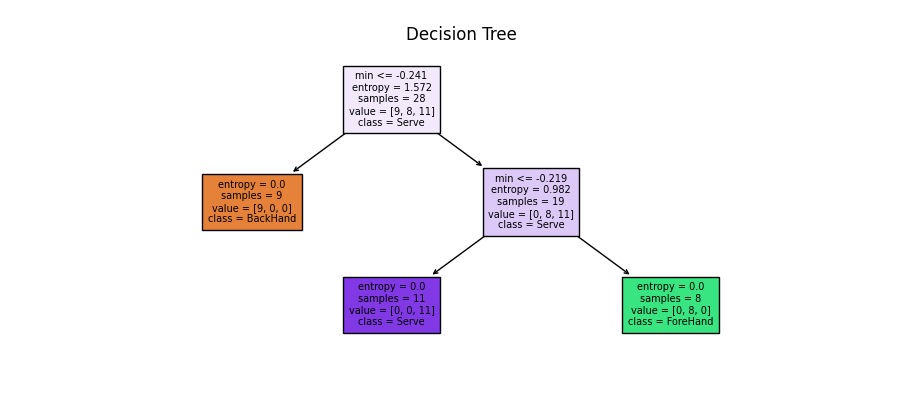 Decision Tree
min <= -0.241
entropy = 1.572
samples = 28
value = [9, 8, 11]
class = Serve
entropy = 0.0
samples = 9
value = [9, 0, 0]
class = BackHand
min <= -0.219
entropy = 0.982
samples = 19
value = [0, 8, 11]
class = Serve
entropy = 0.0
samples = 11
value = [0, 0, 11]
class = Serve
entropy = 0.0
samples = 8
value = [0, 8, 0]
class = ForeHand